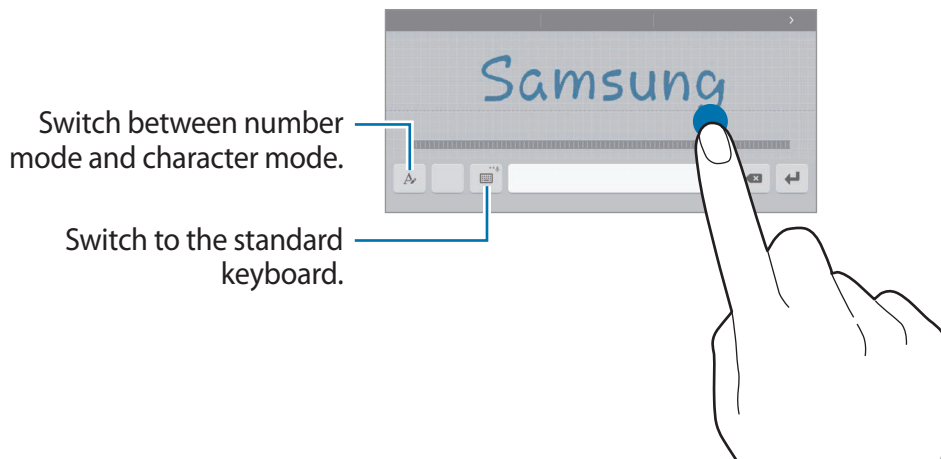 Samsung
Switch between number
mode and character mode.
Switch to the standard
keyboard.